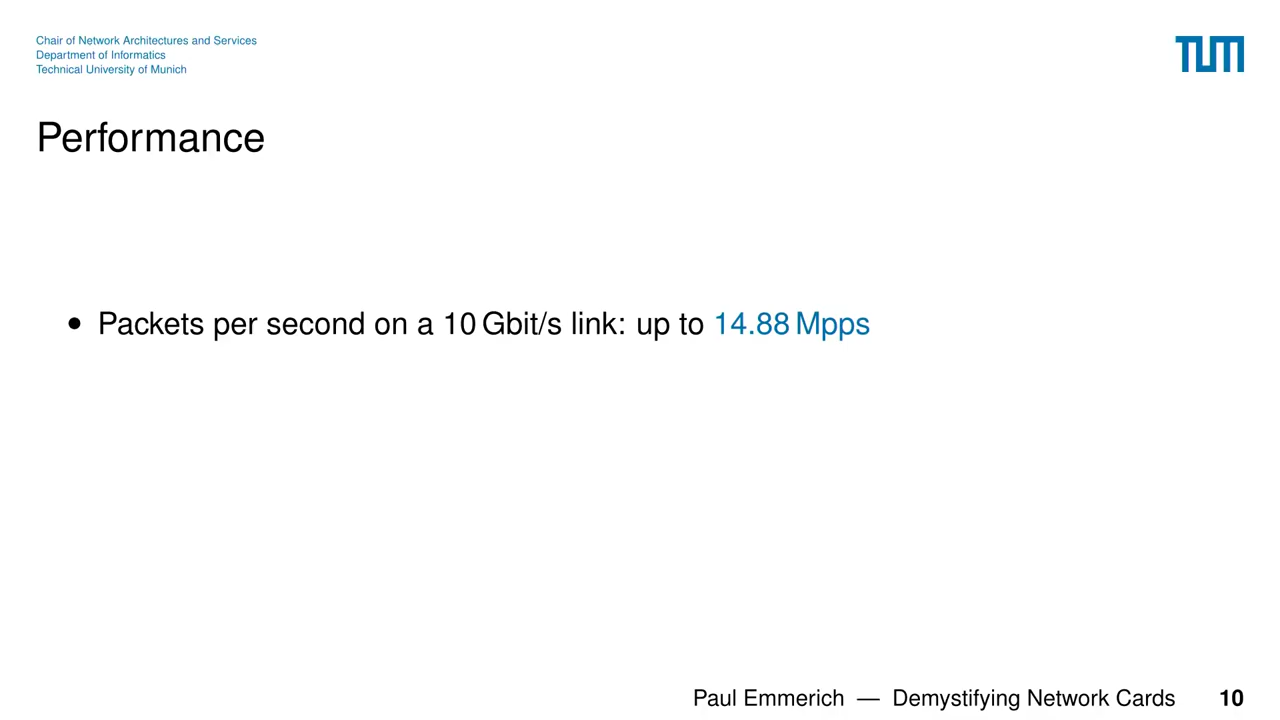 Chair of Network Architectures and Services
Department of Informatics
Technical University of Munich
TUM
Performance
• Packets per second on a 10 Gbit/s link: up to 14.88 Mpps
Paul Emmerich — Demystifying Network Cards 10